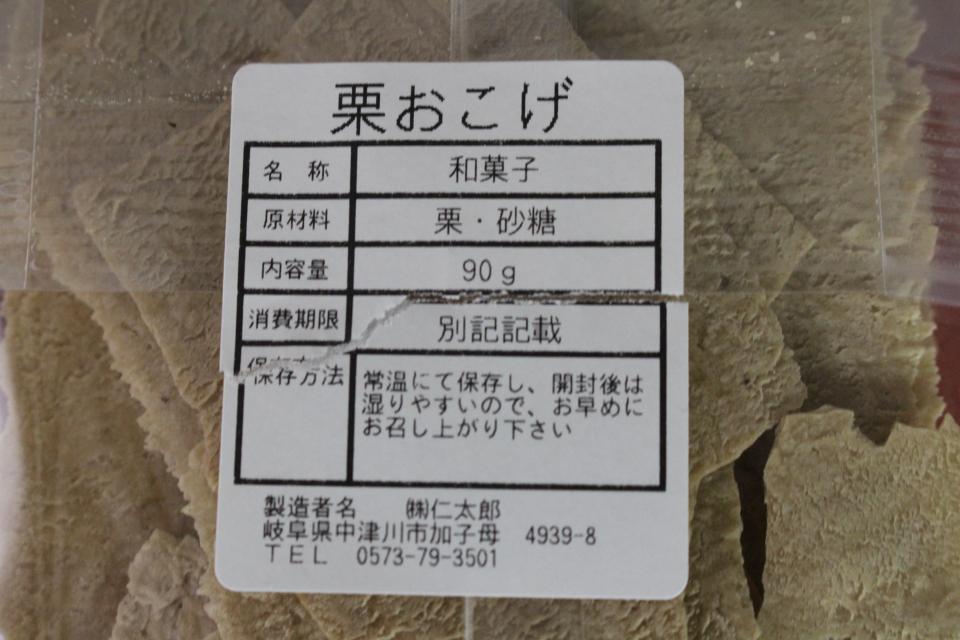 栗おこげ
名 称 和菓子
原材料 栗・砂糖
内容量 90g
消費期限 別記記載
保存方法 常温にて保存し、開封後は
湿りやすいので、お早めに
お召し上がり下さい
製造者名 ㈱仁太郎
岐阜県中津川市加子母 4939-8
TEL 0573-79-3501